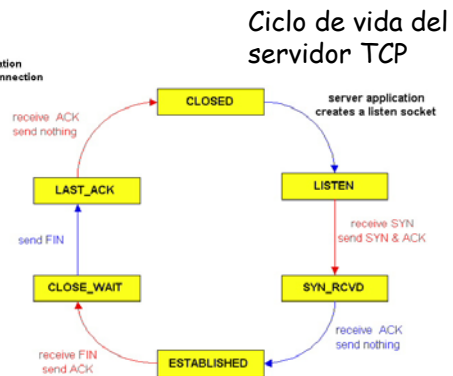 Ciclo de vida del
servidor TCP
nnection
CLOSED
server application
creates a listen socket
receive ACK
send nothing
LAST_ACK
LISTEN
receive SYN
send SYN & ACK
send FIN
CLOSE_WAIT
SYN_RCVD
receive ACK
send nothing
receive FIN
send ACK
ESTABLISHED